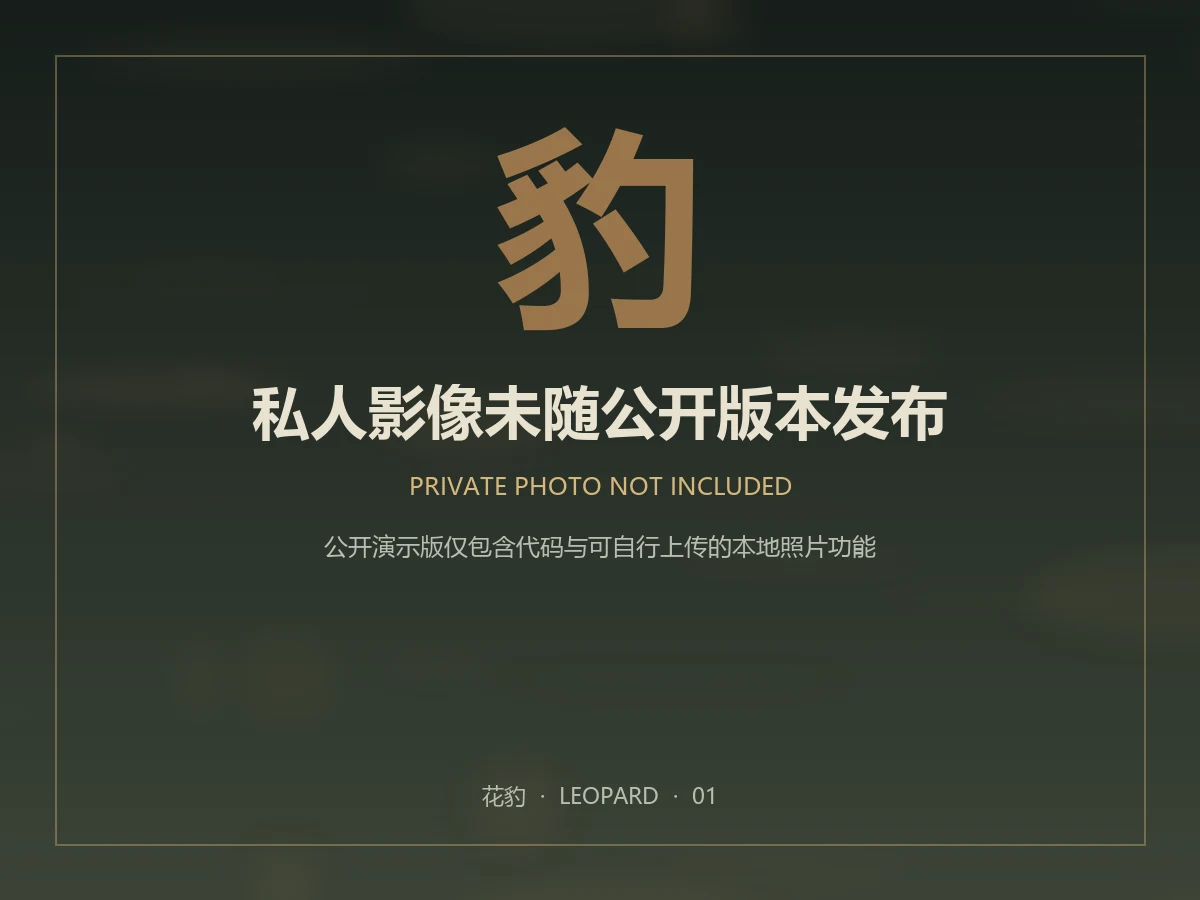 豹
私人影像未随公开版本发布
PRIVATE PHOTO NOT INCLUDED
公开演示版仅包含代码与可自行上传的本地照片功能
花豹 · LEOPARD · 01